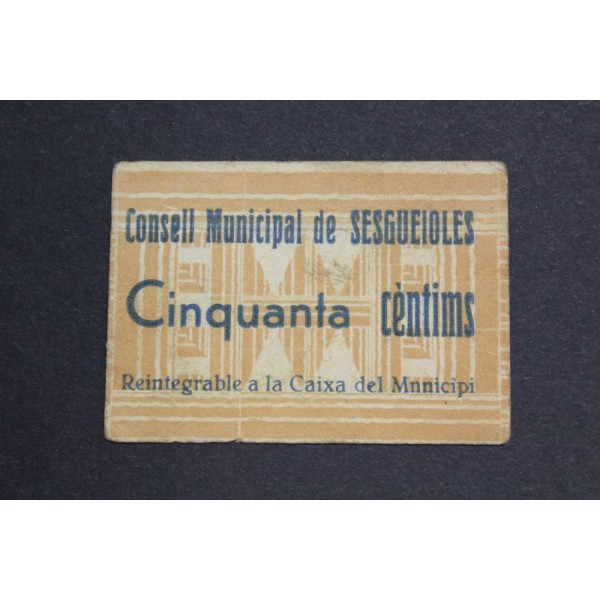 Consell Municipal de SESGUEIOLES
Cinquanta cèntims
Reintegrable a la Caixa del Mnnicipi